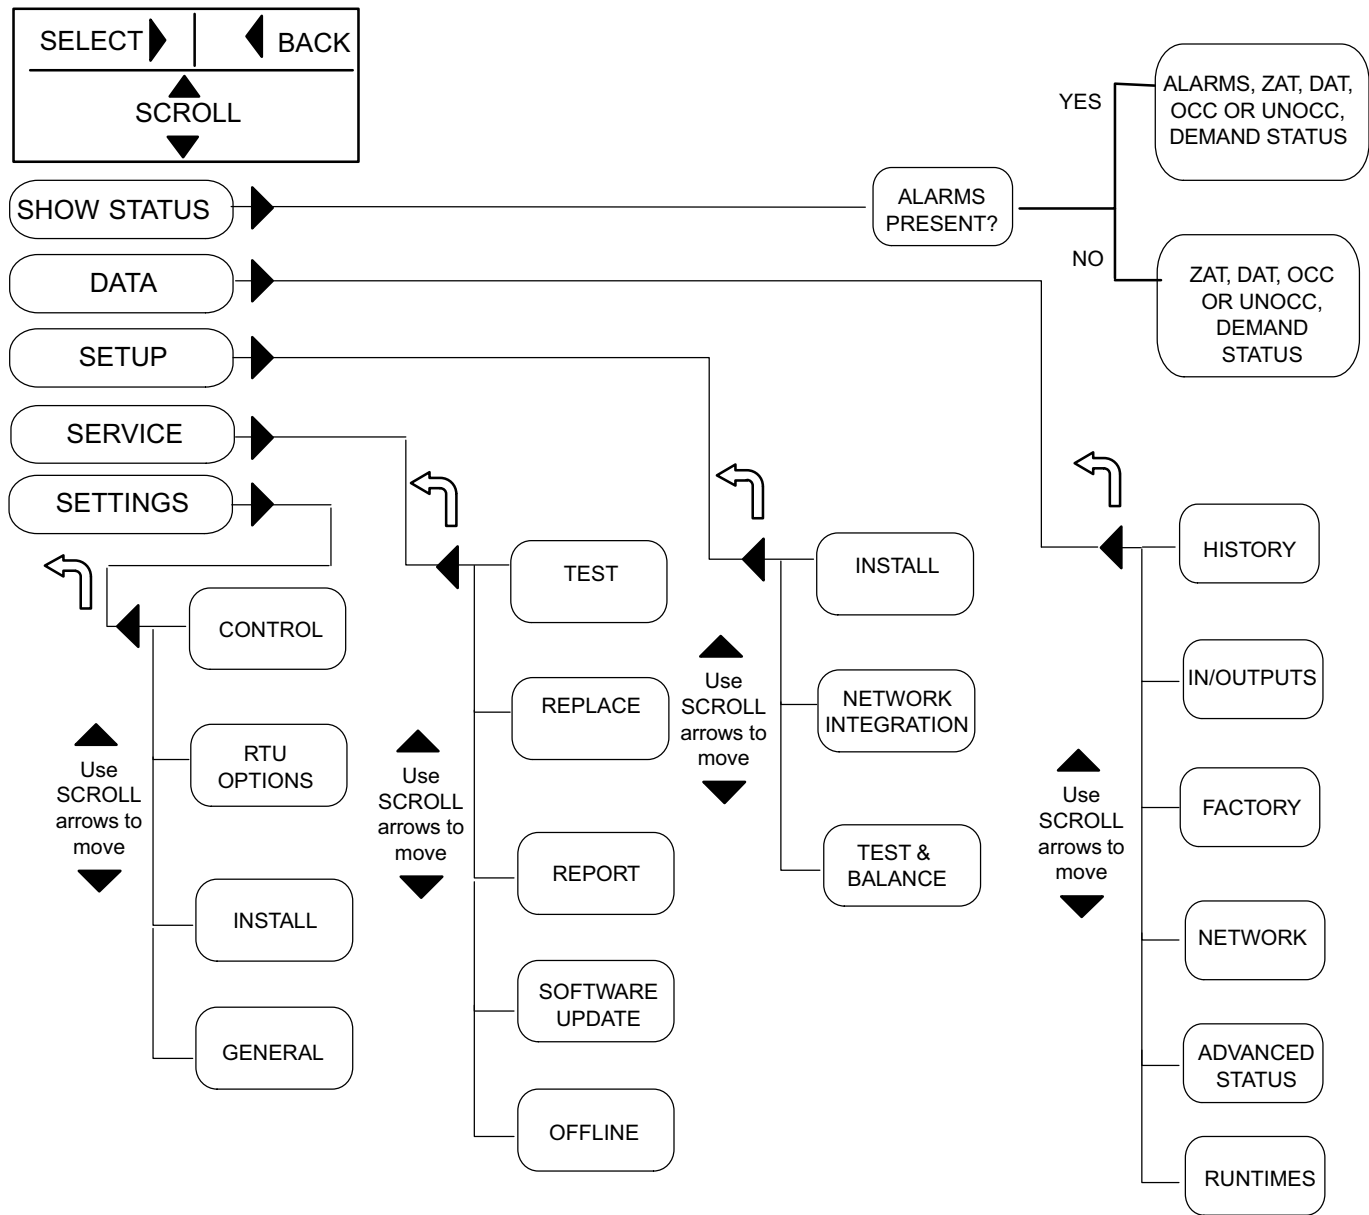 SELECT
BACK
SCROLL
SHOW STATUS
DATA
SETUP
SERVICE
SETTINGS
ALARMS
PRESENT?
YES
NO
ALARMS, ZAT, DAT,
OCC OR UNOCC,
DEMAND STATUS
ZAT, DAT, OCC
OR UNOCC,
DEMAND
STATUS
CONTROL
RTU
OPTIONS
INSTALL
GENERAL
Use
SCROLL
arrows to
move
TEST
REPLACE
REPORT
SOFTWARE
UPDATE
OFFLINE
Use
SCROLL
arrows to
move
INSTALL
NETWORK
INTEGRATION
TEST &
BALANCE
Use
SCROLL
arrows to
move
HISTORY
IN/OUTPUTS
FACTORY
NETWORK
ADVANCED
STATUS
RUNTIMES
Use
SCROLL
arrows to
move